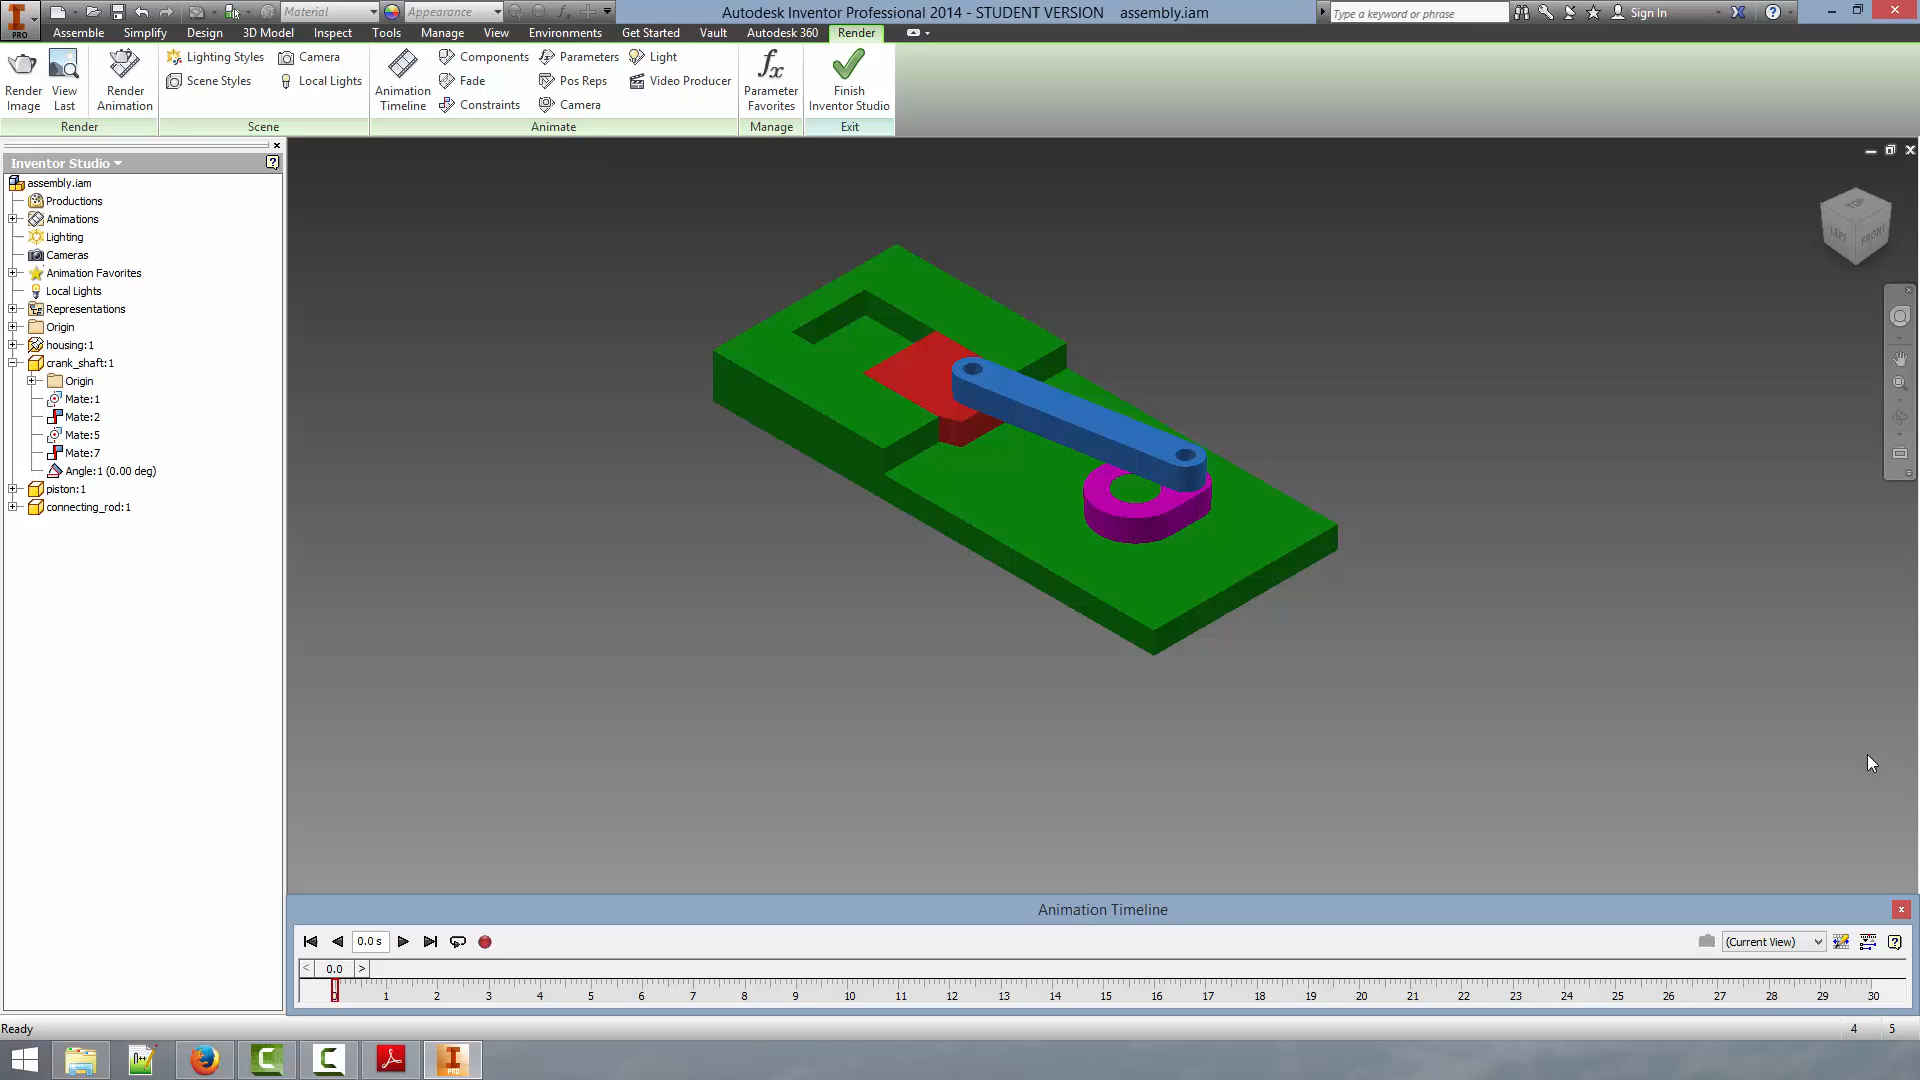 Material
Appearance
Autodesk Inventor Professional 2014 - STUDENT VERSION assembly.iam
Type a keyword or phrase
Sign In
PRO
Assemble Simplify Design 3D Model Inspect Tools Manage View Environments Get Started Vault Autodesk 360 Render
Render Image
View Last
Render Animation
Lighting Styles
Scene Styles
Camera
Local Lights
Animation Timeline
Components
Fade
Constraints
Parameters
Pos Reps
Camera
Light
Video Producer
fx
Parameter Favorites
Finish Inventor Studio
Render Scene Animate Manage Exit
Inventor Studio
assembly.iam
Productions
Animations
Lighting
Cameras
Animation Favorites
Local Lights
Representations
Origin
housing:1
crank_shaft:1
Origin
Mate:1
Mate:2
Mate:5
Mate:7
Angle:1 (0.00 deg)
piston:1
connecting_rod:1
TOP
LEFT
FRONT
Animation Timeline
0.0 s
(Current View)
< 0.0 >
0 1 2 3 4 5 6 7 8 9 10 11 12 13 14 15 16 17 18 19 20 21 22 23 24 25 26 27 28 29 30
Ready
4 5
PRO